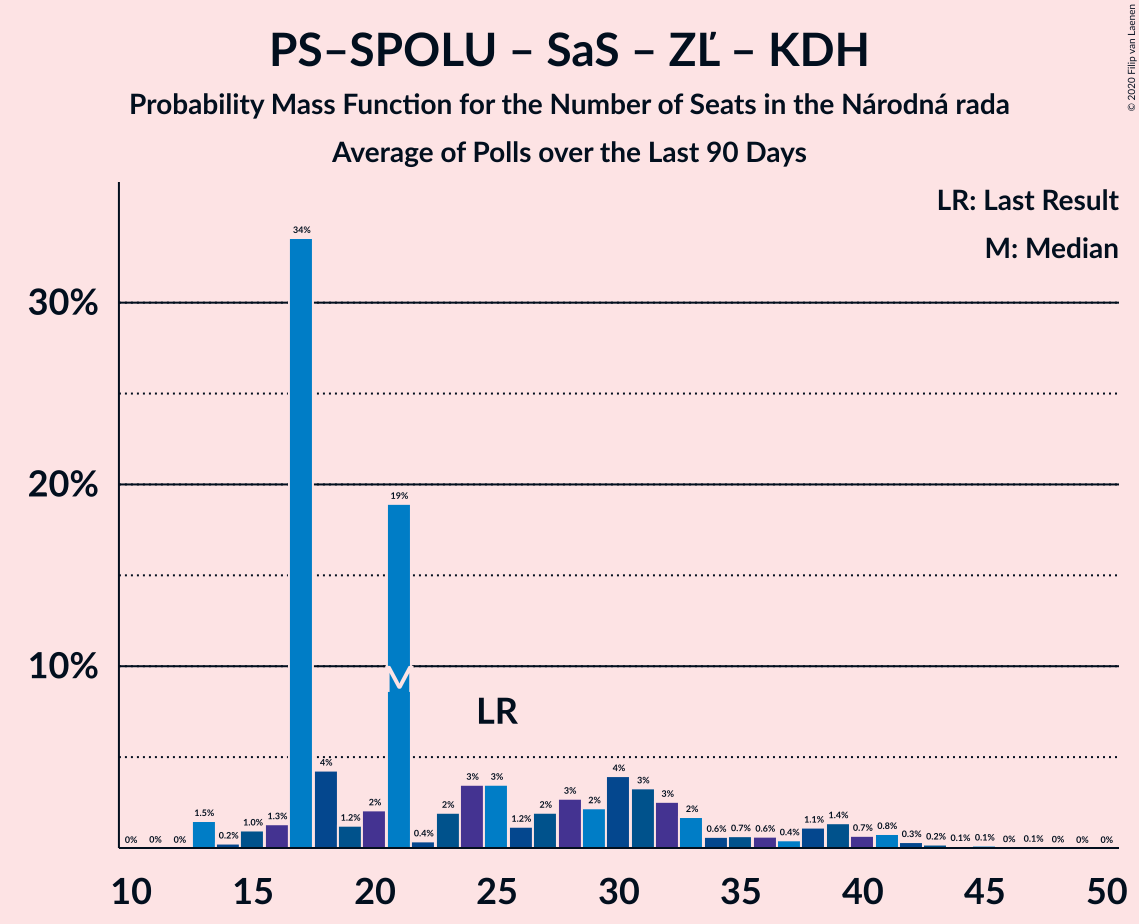 PS–SPOLU – SaS – ZĽ – KDH
Probability Mass Function for the Number of Seats in the Národná rada
Average of Polls over the Last 90 Days
© 2020 Filip van Laenen
LR: Last Result
M: Median
34%
30%
20%
19%
10%
M
LR
0% 0% 0% 1.5% 0.2% 1.0% 1.3% 4% 1.2% 2% 0.4% 2% 3% 3% 1.2% 2% 3% 2% 4% 3% 3% 2% 0.6% 0.7% 0.6% 0.4% 1.1% 1.4% 0.7% 0.8% 0.3% 0.2% 0.1% 0.1% 0% 0.1% 0% 0% 0%
10 15 20 25 30 35 40 45 50